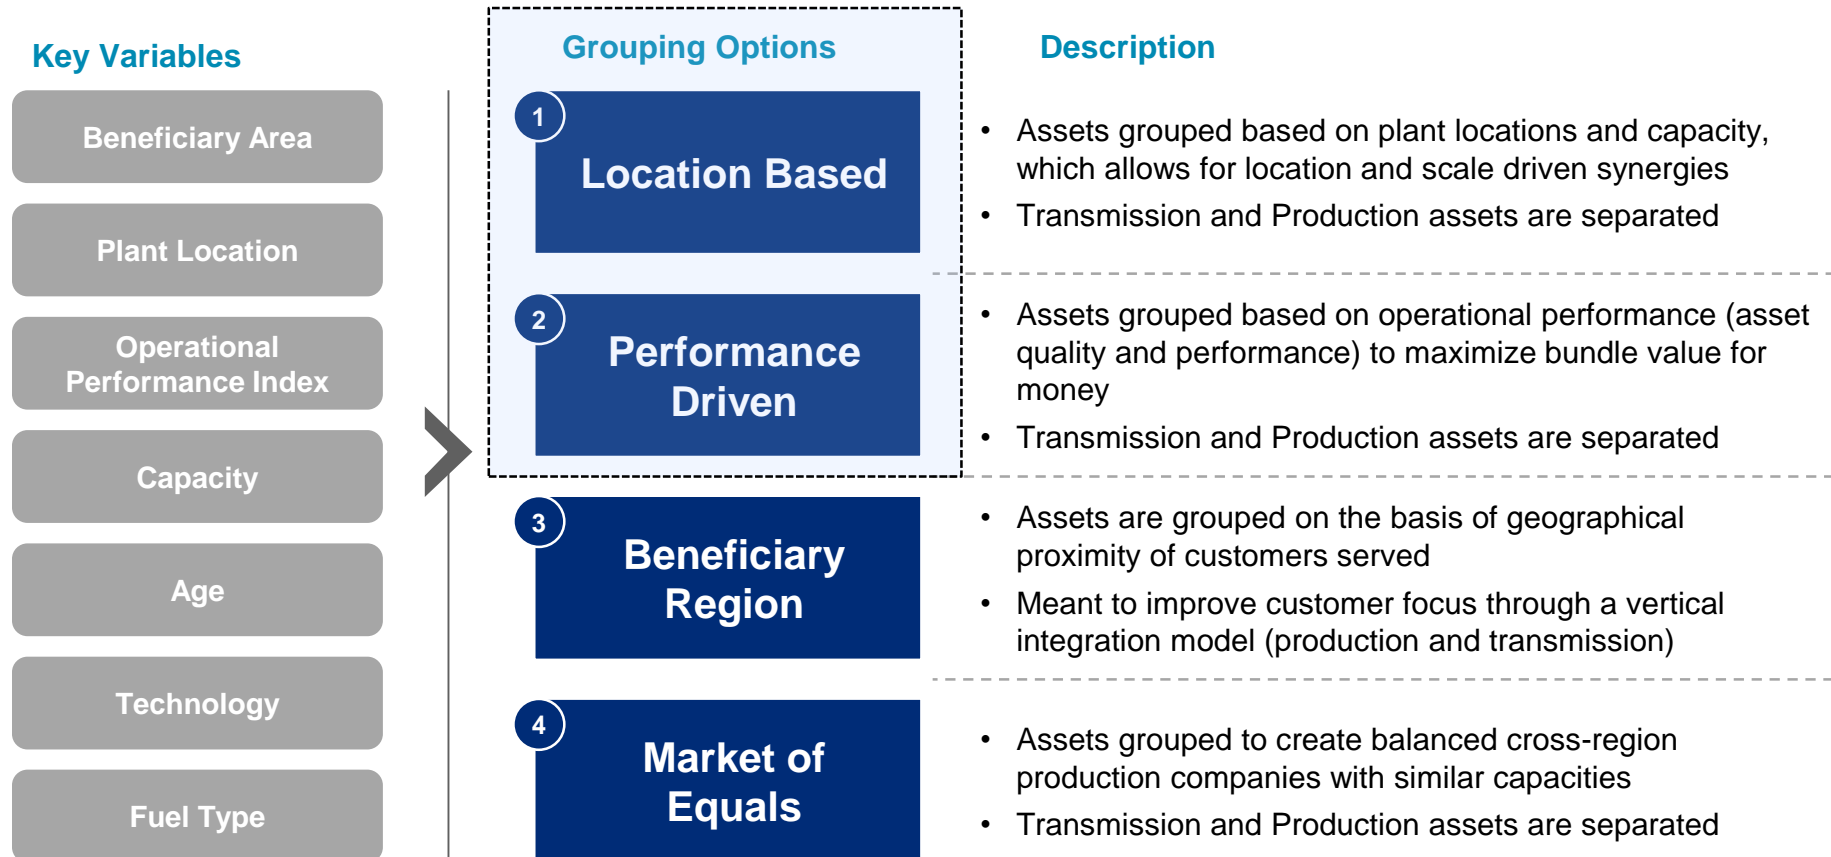 Key Variables
Beneficiary Area
Plant Location
Operational
Performance Index
Capacity
Age
Technology
Fuel Type
Grouping Options
1
Location Based
2
Performance
Driven
3
Beneficiary
Region
4
Market of
Equals
Description
• Assets grouped based on plant locations and capacity,
which allows for location and scale driven synergies
• Transmission and Production assets are separated
• Assets grouped based on operational performance (asset
quality and performance) to maximize bundle value for
money
• Transmission and Production assets are separated
• Assets are grouped on the basis of geographical
proximity of customers served
• Meant to improve customer focus through a vertical
integration model (production and transmission)
• Assets grouped to create balanced cross-region
production companies with similar capacities
• Transmission and Production assets are separated